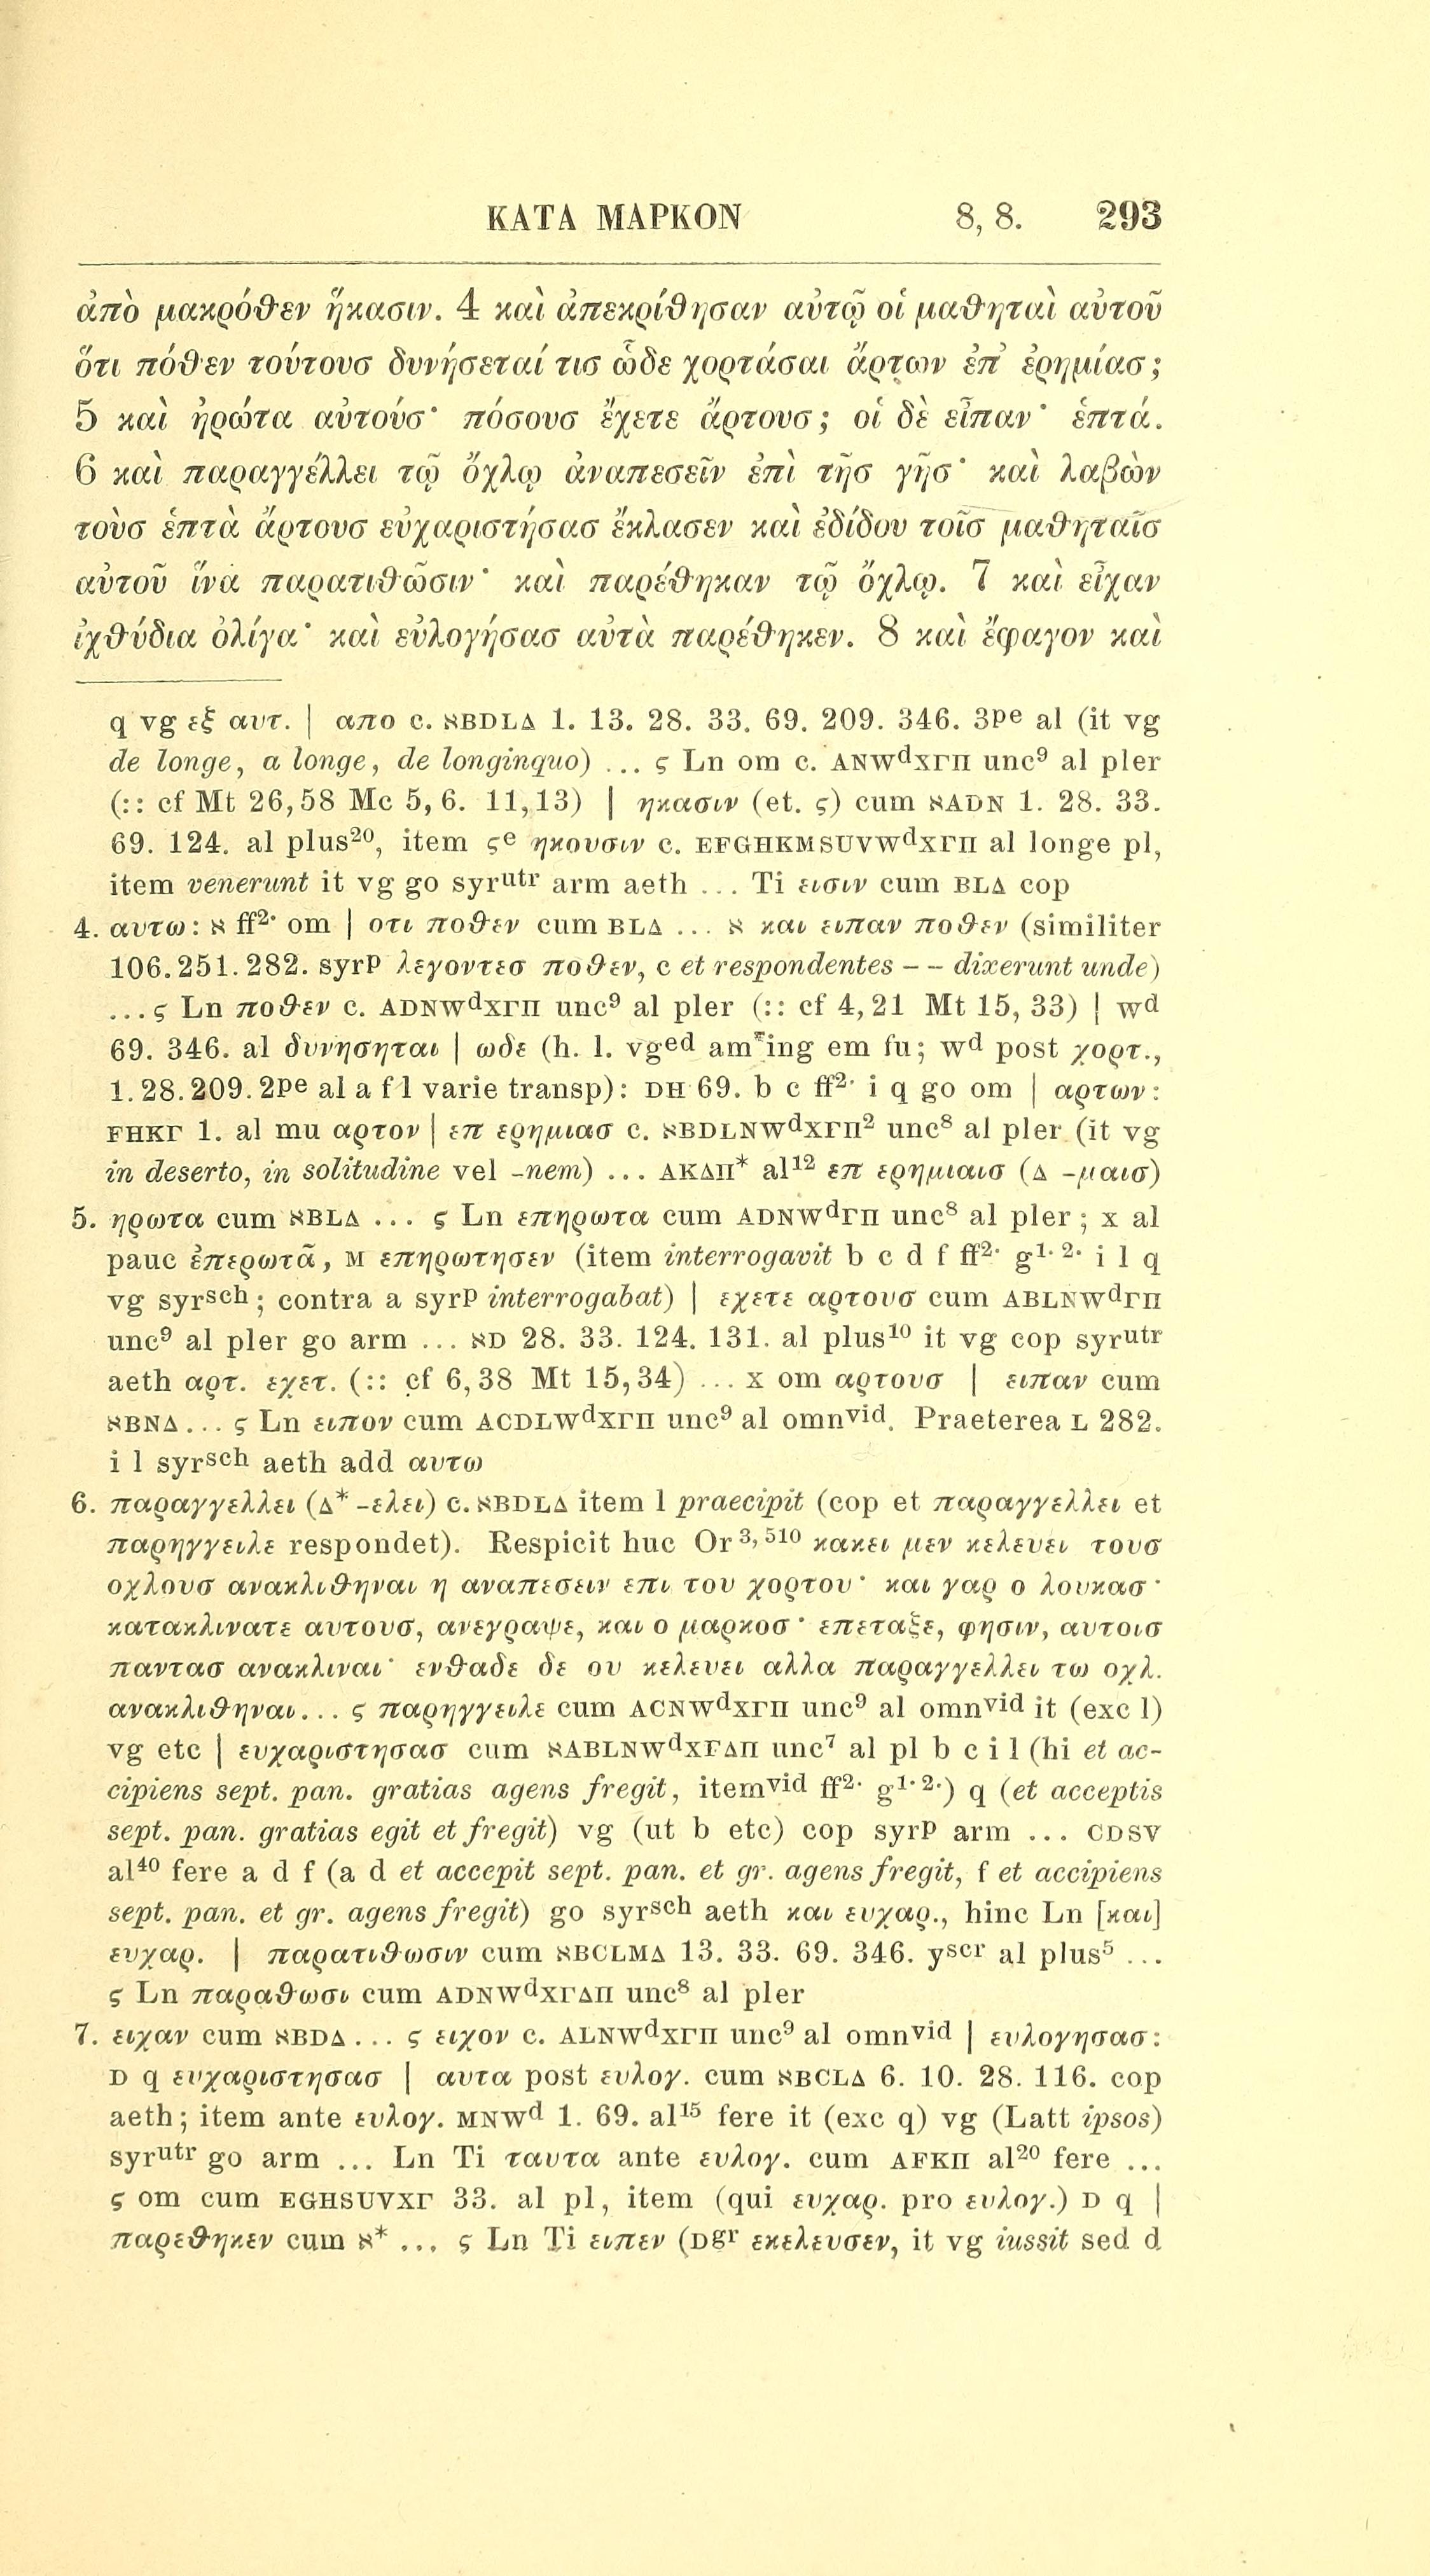 ΚΑΤΑ ΜΑΡΚΟΝ 8, 8. 293
ἀπὸ μακρόθεν ἥκασιν. 4 καὶ ἀπεκρίθησαν αὐτῷ οἱ μαθηταὶ αὐτοῦ
ὅτι πόθεν τούτουσ δυνήσεταί τισ ὧδε χορτάσαι ἄρτων ἐπ᾽ ἐρημίασ;
5 καὶ ἠρώτα αὐτούσ· πόσουσ ἔχετε ἄρτουσ; οἱ δὲ εἶπαν· ἑπτά.
6 καὶ παραγγέλλει τῷ ὄχλῳ ἀναπεσεῖν ἐπὶ τῆσ γῆσ· καὶ λαβὼν
τοὺσ ἑπτὰ ἄρτουσ εὐχαριστήσασ ἔκλασεν καὶ ἐδίδου τοῖσ μαθηταῖσ
αὐτοῦ ἵνα παρατιθῶσιν· καὶ παρέθηκαν τῷ ὄχλῳ. 7 καὶ εἶχαν
ἰχθύδια ὀλίγα· καὶ εὐλογήσασ αὐτὰ παρέθηκεν. 8 καὶ ἔφαγον καὶ
q vg εξ αυτ. | απο c. ℵBDLΔ 1. 13. 28. 33. 69. 209. 346. 3pe al (it vg
de longe, a longe, de longinquo) ... ς Ln om c. ANWdXΓΠ unc9 al pler
(:: cf Mt 26,58 Mc 5, 6. 11,13) | ηκασιν (et. ς) cum ℵADN 1. 28. 33.
69. 124. al plus20, item ςe ηκουσιν c. EFGHKMSUVWdXΓΠ al longe pl,
item venerunt it vg go syrutr arm aeth ... Ti εισιν cum BLΔ cop
4. αυτω: ℵ ff2· om | οτι ποθεν cum BLΔ ... ℵ και ειπαν ποθεν (similiter
106. 251. 282. syrp λεγοντεσ ποθεν, c et respondentes – – dixerunt unde)
... ς Ln ποθεν c. ADNWdXΓΠ unc9 al pler (:: cf 4,21 Mt 15, 33) | Wd
69. 346. al δυνησηται | ωδε (h. l. vged am*ing em fu; Wd post χορτ.,
1. 28. 209. 2pe al a f l varie transp): DH 69. b c ff2· i q go om | αρτων:
FHKΓ 1. al mu αρτον | επ ερημιασ c. ℵBDLNWdXΓΠ2 unc8 al pler (it vg
in deserto, in solitudine vel -nem) ... AKΔΠ* al12 επ ερημιαισ (Δ -μαισ)
5. ηρωτα cum ℵBLΔ ... ς Ln επηρωτα cum ADNWdΓΠ unc8 al pler; X al
pauc ἐπερωτᾶ, M επηρωτησεν (item interrogavit b c d f ff2· g1· 2· i l q
vg syrsch; contra a syrp interrogabat) | εχετε αρτουσ cum ABLNWdΓΠ
unc9 al pler go arm ... ℵD 28. 33. 124. 131. al plus10 it vg cop syrutr
aeth αρτ. εχετ. (:: cf 6,38 Mt 15,34) ... X om αρτουσ | ειπαν cum
ℵBNΔ ... ς Ln ειπον cum ACDLWdXΓΠ unc9 al omnvid. Praeterea L 282.
i l syrsch aeth add αυτω
6. παραγγελλει (Δ* -ελει) c. ℵBDLΔ item l praecipit (cop et παραγγελλει et
παρηγγειλε respondet). Respicit huc Or3, 510 κακει μεν κελευει τουσ
οχλουσ ανακλιθηναι η αναπεσειν επι του χορτου· και γαρ ο λουκασ·
κατακλινατε αυτουσ, ανεγραψε, και ο μαρκοσ· επεταξε, φησιν, αυτοισ
παντασ ανακλιναι· ενθαδε δε ου κελευει αλλα παραγγελλει τω οχλ.
ανακλιθηναι ... ς παρηγγειλε cum ACNWdXΓΠ unc9 al omnvid it (exc l)
vg etc | ευχαριστησασ cum ℵABLNWdXΓΔΠ unc7 al pl b c i l (hi et ac-
cipiens sept. pan. gratias agens fregit, itemvid ff2· g1· 2·) q (et acceptis
sept. pan. gratias egit et fregit) vg (ut b etc) cop syrp arm ... CDSV
al40 fere a d f (a d et accepit sept. pan. et gr. agens fregit, f et accipiens
sept. pan. et gr. agens fregit) go syrsch aeth και ευχαρ., hinc Ln [και]
ευχαρ. | παρατιθωσιν cum ℵBCLMΔ 13. 33. 69. 346. yscr al plus5 ...
ς Ln παραθωσι cum ADNWdXΓΔΠ unc8 al pler
7. ειχαν cum ℵBDΔ ... ς ειχον c. ALNWdXΓΠ unc9 al omnvid | ευλογησασ:
D q ευχαριστησασ | αυτα post ευλογ. cum ℵBCLΔ 6. 10. 28. 116. cop
aeth; item ante ευλογ. MNWd 1. 69. al15 fere it (exc q) vg (Latt ipsos)
syrutr go arm ... Ln Ti ταυτα ante ευλογ. cum AFKΠ al20 fere ...
ς om cum EGHSUVXΓ 33. al pl, item (qui ευχαρ. pro ευλογ.) D q |
παρεθηκεν cum ℵ* ... ς Ln Ti ειπεν (Dgr εκελευσεν, it vg iussit sed d